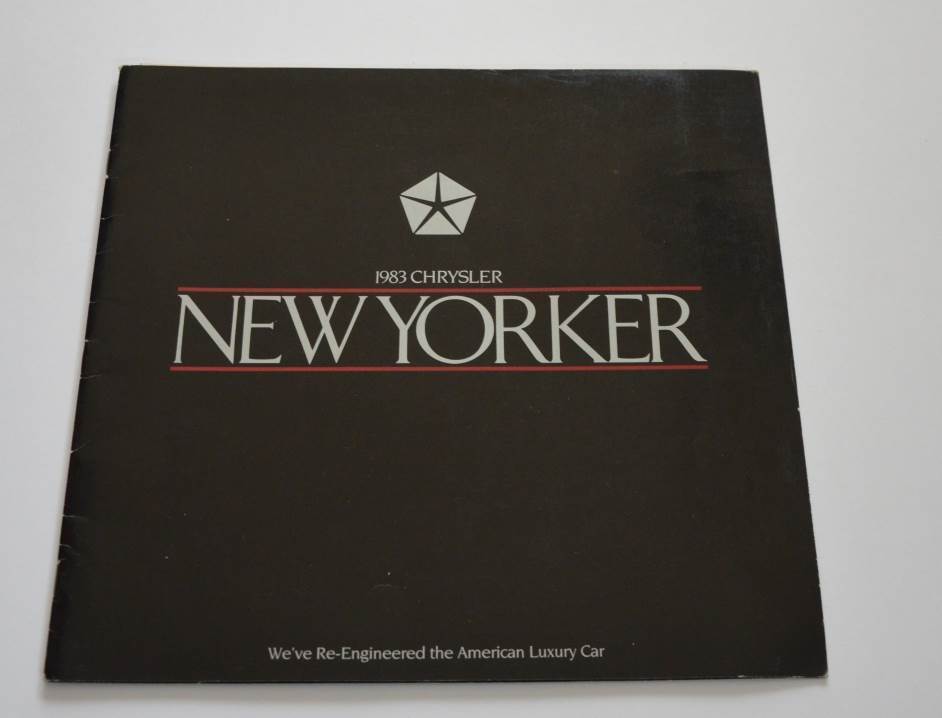 1983 CHRYSLER
NEW YORKER
We've Re-Engineered the American Luxury Car